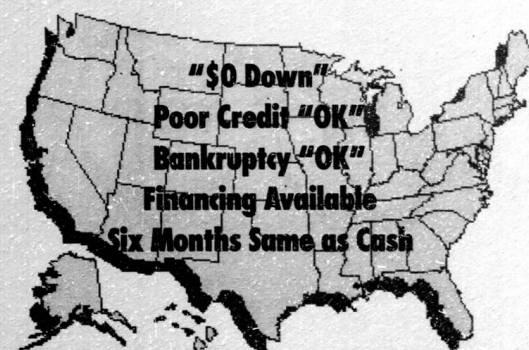 "$0 Down"
Poor Credit "OK"
Bankruptcy "OK"
Financing Available
Six Months Same as Cash